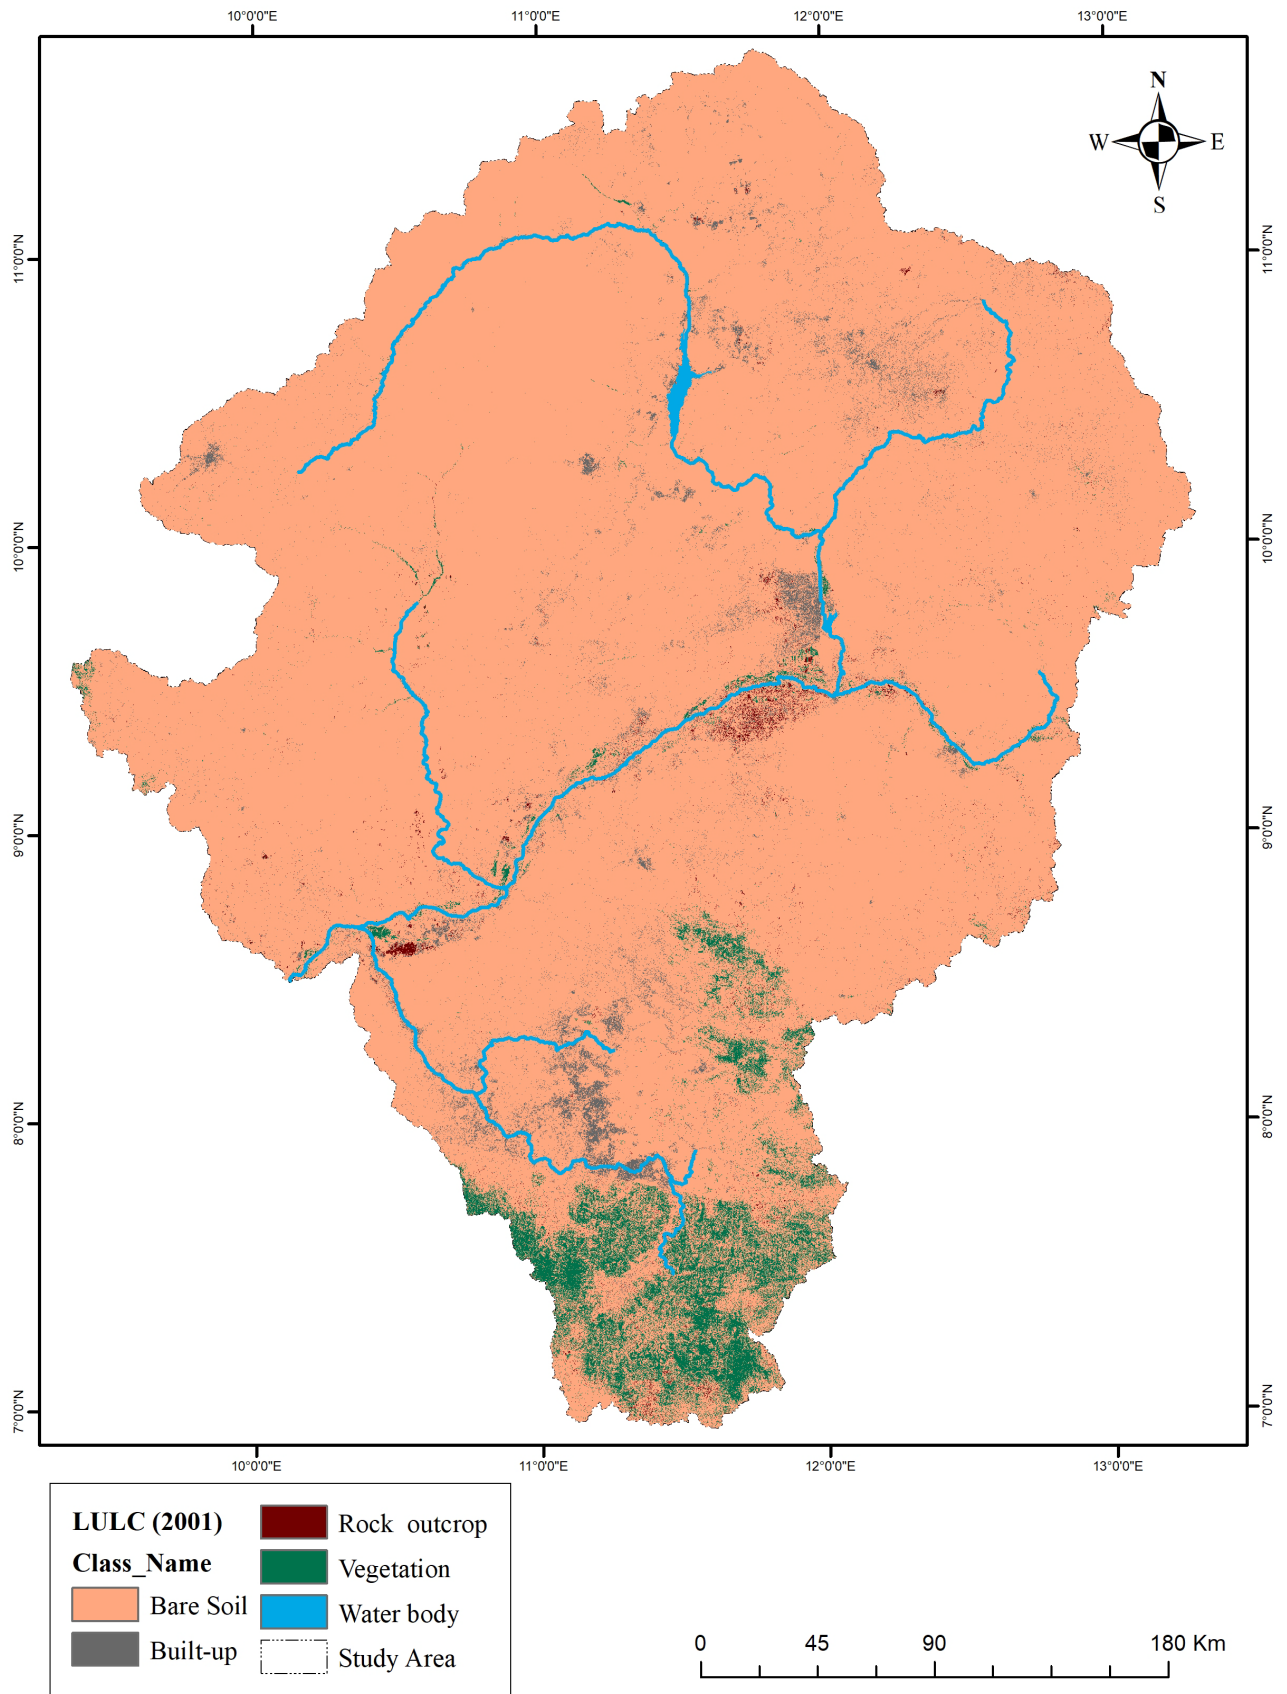 10°0'0"E 11°0'0"E 12°0'0"E 13°0'0"E
N
W E
S
11°0'0"N 11°0'0"N
10°0'0"N 10°0'0"N
9°0'0"N 9°0'0"N
8°0'0"N 8°0'0"N
7°0'0"N 7°0'0"N
10°0'0"E 11°0'0"E 12°0'0"E 13°0'0"E
LULC (2001)
Class_Name
Bare Soil
Built-up
Rock outcrop
Vegetation
Water body
Study Area
0 45 90 180 Km